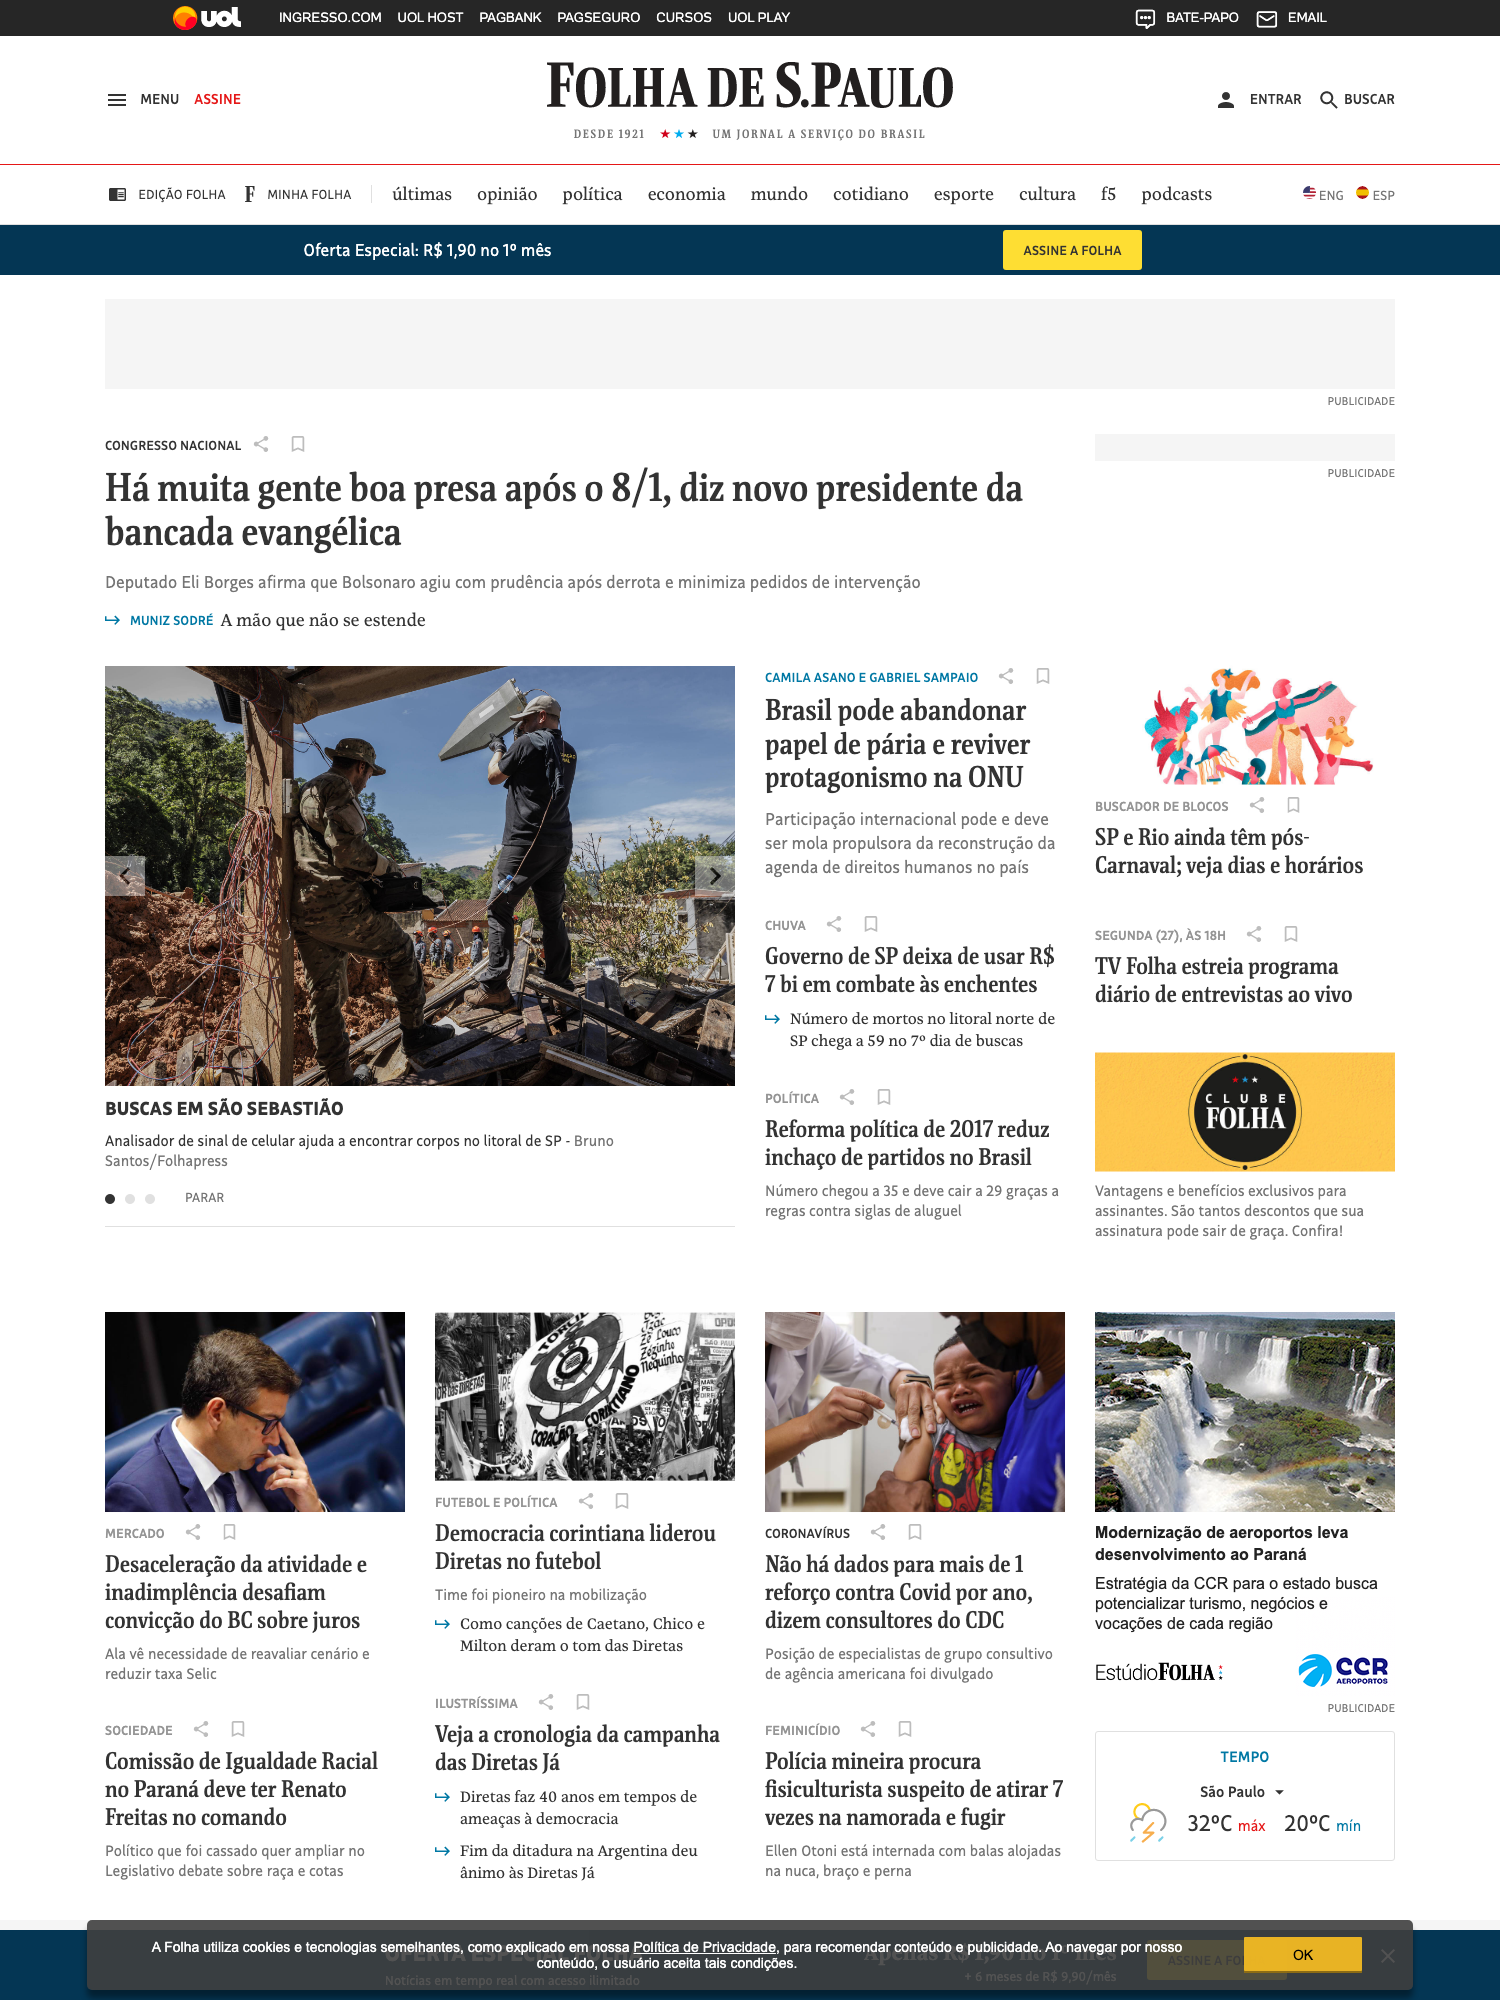 uol INGRESSO.COM UOL HOST PAGBANK PAGSEGURO CURSOS UOL PLAY BATE-PAPO EMAIL
MENU ASSINE
FOLHA DE S.PAULO
DESDE 1921 ★★★ UM JORNAL A SERVIÇO DO BRASIL
ENTRAR BUSCAR
EDIÇÃO FOLHA F MINHA FOLHA últimas opinião política economia mundo cotidiano esporte cultura f5 podcasts ENG ESP
Oferta Especial: R$ 1,90 no 1º mês ASSINE A FOLHA
PUBLICIDADE
CONGRESSO NACIONAL
Há muita gente boa presa após o 8/1, diz novo presidente da
bancada evangélica
Deputado Eli Borges afirma que Bolsonaro agiu com prudência após derrota e minimiza pedidos de intervenção
MUNIZ SODRÉ A mão que não se estende
PUBLICIDADE
BUSCAS EM SÃO SEBASTIÃO
Analisador de sinal de celular ajuda a encontrar corpos no litoral de SP - Bruno
Santos/Folhapress
PARAR
CAMILA ASANO E GABRIEL SAMPAIO
Brasil pode abandonar
papel de pária e reviver
protagonismo na ONU
Participação internacional pode e deve
ser mola propulsora da reconstrução da
agenda de direitos humanos no país
CHUVA
Governo de SP deixa de usar R$
7 bi em combate às enchentes
Número de mortos no litoral norte de
SP chega a 59 no 7º dia de buscas
POLÍTICA
Reforma política de 2017 reduz
inchaço de partidos no Brasil
Número chegou a 35 e deve cair a 29 graças a
regras contra siglas de aluguel
BUSCADOR DE BLOCOS
SP e Rio ainda têm pós-
Carnaval; veja dias e horários
SEGUNDA (27), ÀS 18H
TV Folha estreia programa
diário de entrevistas ao vivo
CLUBE
FOLHA
Vantagens e benefícios exclusivos para
assinantes. São tantos descontos que sua
assinatura pode sair de graça. Confira!
MERCADO
Desaceleração da atividade e
inadimplência desafiam
convicção do BC sobre juros
Ala vê necessidade de reavaliar cenário e
reduzir taxa Selic
SOCIEDADE
Comissão de Igualdade Racial
no Paraná deve ter Renato
Freitas no comando
Político que foi cassado quer ampliar no
Legislativo debate sobre raça e cotas
Zé Louco
Zezinho
Nequinho
CORINTHIANO
CORAÇÃO
FUTEBOL E POLÍTICA
Democracia corintiana liderou
Diretas no futebol
Time foi pioneiro na mobilização
Como canções de Caetano, Chico e
Milton deram o tom das Diretas
ILUSTRÍSSIMA
Veja a cronologia da campanha
das Diretas Já
Diretas faz 40 anos em tempos de
ameaças à democracia
Fim da ditadura na Argentina deu
ânimo às Diretas Já
CORONAVÍRUS
Não há dados para mais de 1
reforço contra Covid por ano,
dizem consultores do CDC
Posição de especialistas de grupo consultivo
de agência americana foi divulgado
FEMINICÍDIO
Polícia mineira procura
fisiculturista suspeito de atirar 7
vezes na namorada e fugir
Ellen Otoni está internada com balas alojadas
na nuca, braço e perna
Modernização de aeroportos leva
desenvolvimento ao Paraná
Estratégia da CCR para o estado busca
potencializar turismo, negócios e
vocações de cada região
EstúdioFOLHA CCR AEROPORTOS
PUBLICIDADE
TEMPO
São Paulo
32ºC máx 20ºC mín
A Folha utiliza cookies e tecnologias semelhantes, como explicado em nossa Política de Privacidade, para recomendar conteúdo e publicidade. Ao navegar por nosso
conteúdo, o usuário aceita tais condições.
OK
Notícias em tempo real com acesso ilimitado
Apenas R$ 1,90 no 1º mês
+ 6 meses de R$ 9,90/mês